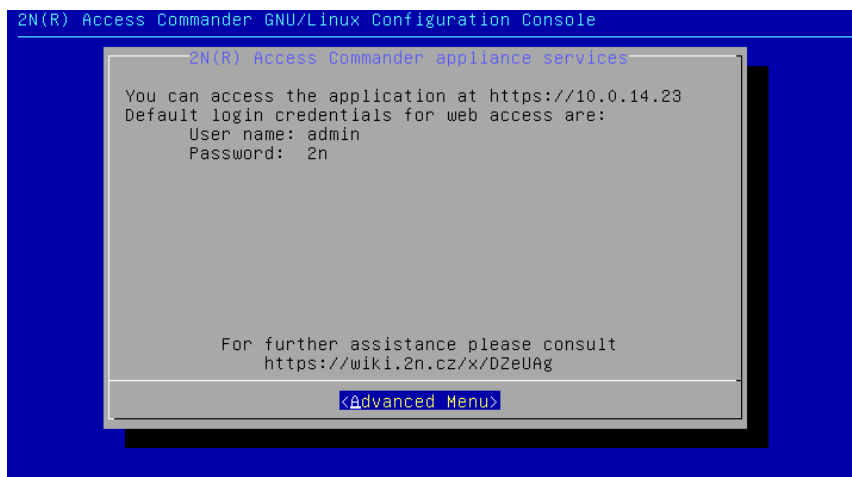 2N(R) Access Commander GNU/Linux Configuration Console
2N(R) Access Commander appliance services
You can access the application at https://10.0.14.23
Default login credentials for web access are:
User name: admin
Password: 2n
For further assistance please consult
https://wiki.2n.cz/x/DZeUAg
<Advanced Menu>